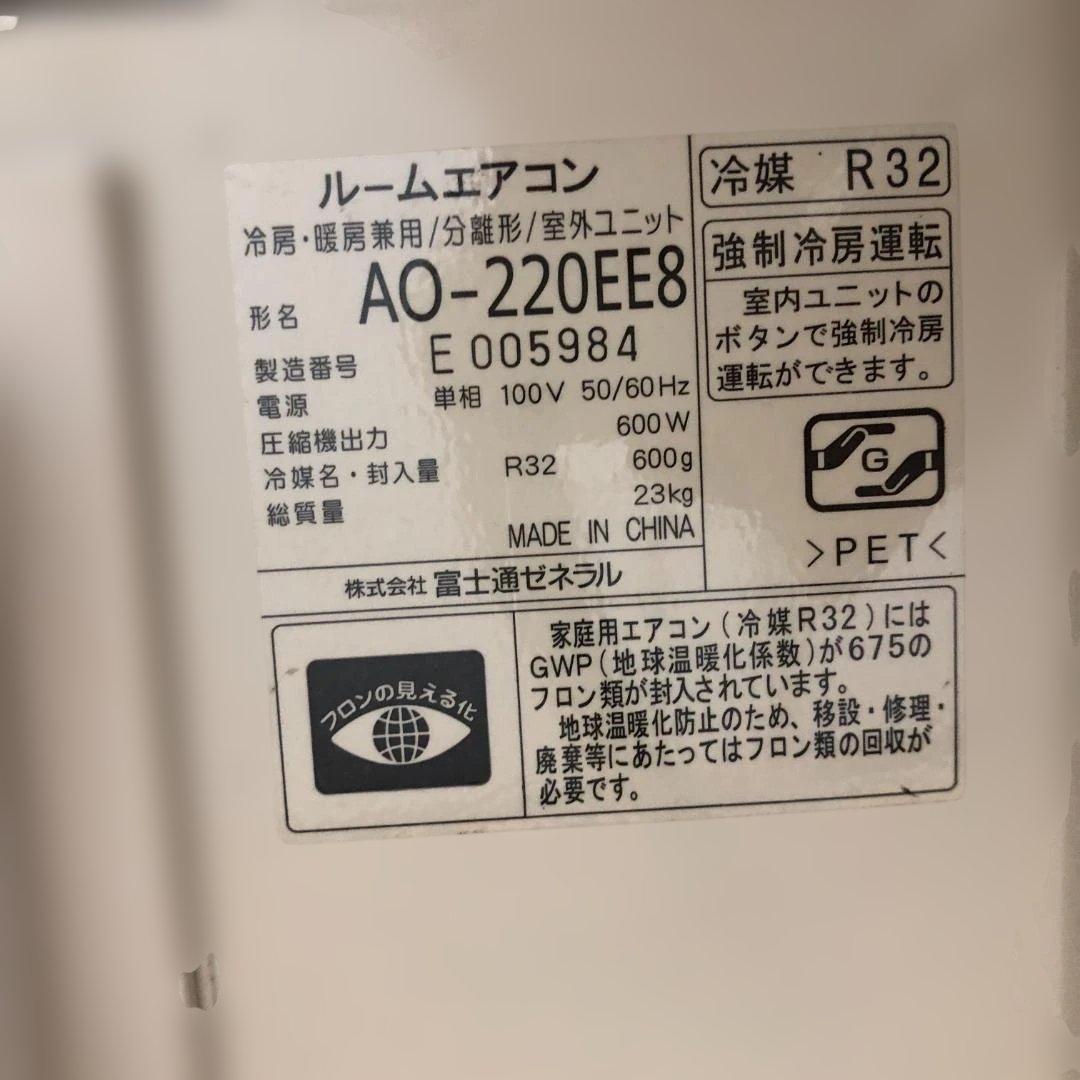 ルームエアコン
冷房・暖房兼用/分離形/室外ユニット
形名 AO-220EE8
製造番号 E 005984
電源 単相 100V 50/60Hz
圧縮機出力 600W
冷媒名・封入量 R32 600g
総質量 23kg
MADE IN CHINA
株式会社 富士通ゼネラル
冷媒 R32
強制冷房運転
室内ユニットの
ボタンで強制冷房
運転ができます。
G
>PET<
フロンの見える化
家庭用エアコン(冷媒R32)には
GWP(地球温暖化係数)が675の
フロン類が封入されています。
地球温暖化防止のため、移設・修理・
廃棄等にあたってはフロン類の回収が
必要です。